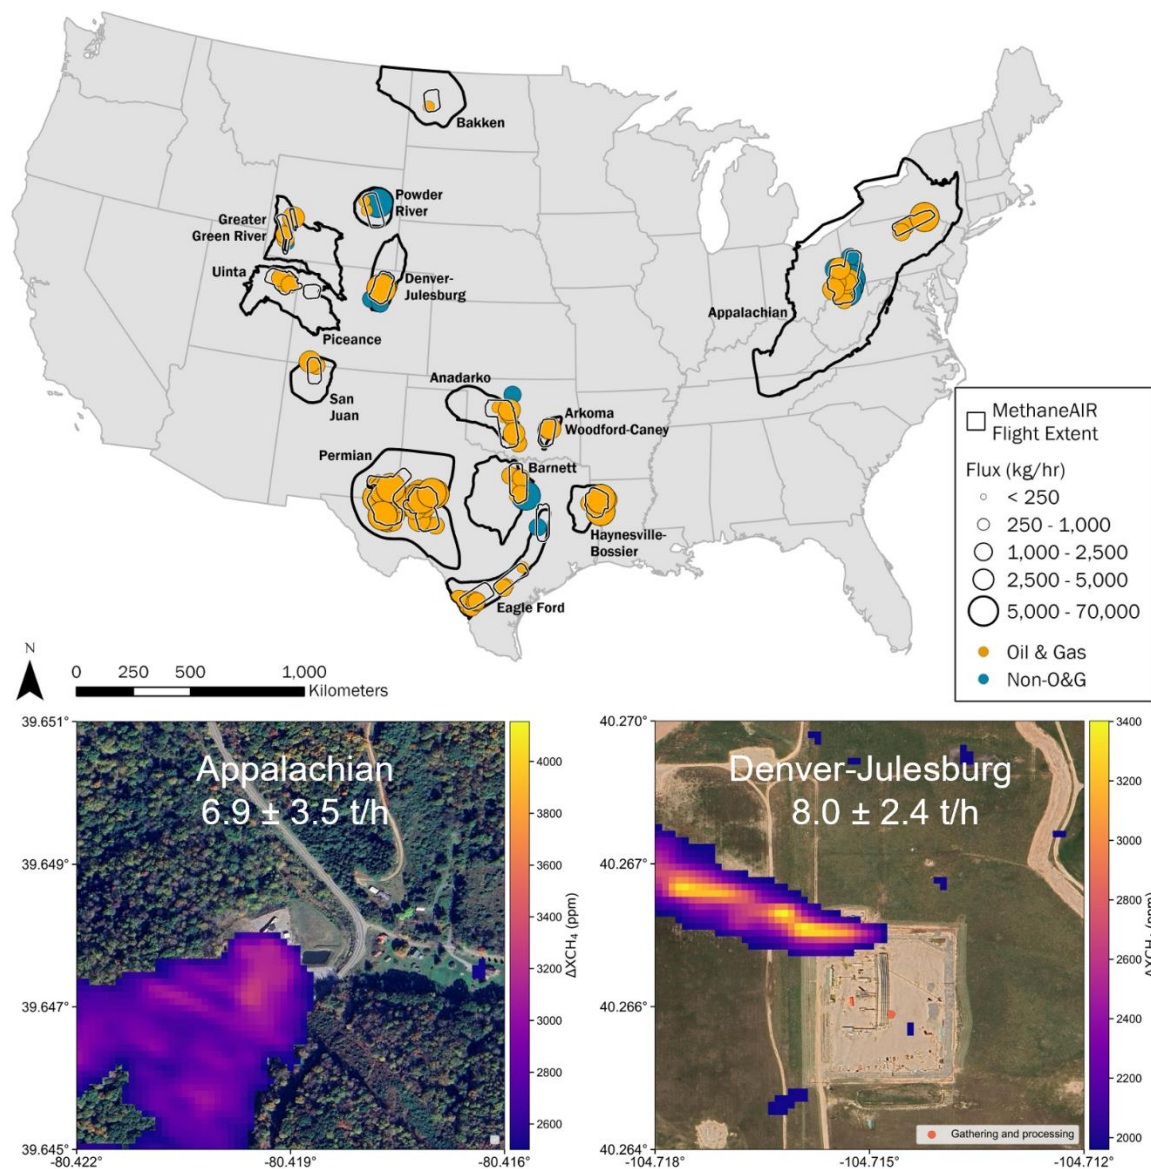 Bakken
Powder
River
Greater
Green River
Uinta
Denver-
Julesburg
Piceance
Appalachian
San
Juan
Anadarko
Arkoma
Woodford-Caney
Permian
Barnett
Haynesville-
Bossier
Eagle Ford
MethaneAIR
Flight Extent
Flux (kg/hr)
< 250
250 - 1,000
1,000 - 2,500
2,500 - 5,000
5,000 - 70,000
Oil & Gas
Non-O&G
N
0 250 500 1,000
Kilometers
39.651°
39.649°
39.647°
39.645°
-80.422 -80.419 -80.416°
Appalachian
6.9 ± 3.5 t/h
4000
3800
3600
3400
3200
3000
2800
2600
ΔXCH₄ (ppm)
40.270°
40.267°
40.266°
40.264°
-104.718 -104.715° -104.712°
Denver-Julesburg
8.0 ± 2.4 t/h
Gathering and processing
3400
3200
3000
2800
2600
2400
2200
2000
ΔXCH₄ (ppm)